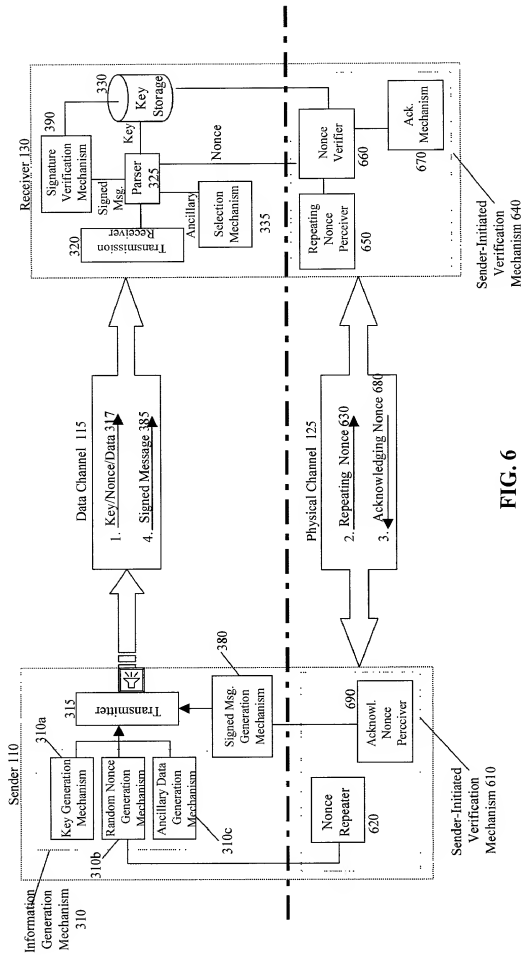 Sender 110
Information
Generation
Mechanism
310
310a
Key Generation
Mechanism
Random Nonce
Generation
Mechanism
310b
Ancillary Data
Generation
Mechanism
310c
315
Transmitter
380
Signed Msg.
Generation
Mechanism
Nonce
Repeater
620
690
Acknowl.
Nonce
Perceiver
Sender-Initiated
Verification
Mechanism 610
Data Channel 115
1. Key/Nonce/Data 317
4. Signed Message 385
Physical Channel 125
2. Repeating Nonce 630
3. Acknowledging Nonce 680
Receiver 130
390
Signature
Verification
Mechanism
330
Key
Storage
Key
Signed
Msg.
Parser
325
320
Transmission
Receiver
Ancillary
Selection
Mechanism
335
Nonce
Repeating
Nonce
Perceiver
650
Nonce
Verifier
660
Ack.
Mechanism
670
Sender-Initiated
Verification
Mechanism 640
FIG. 6